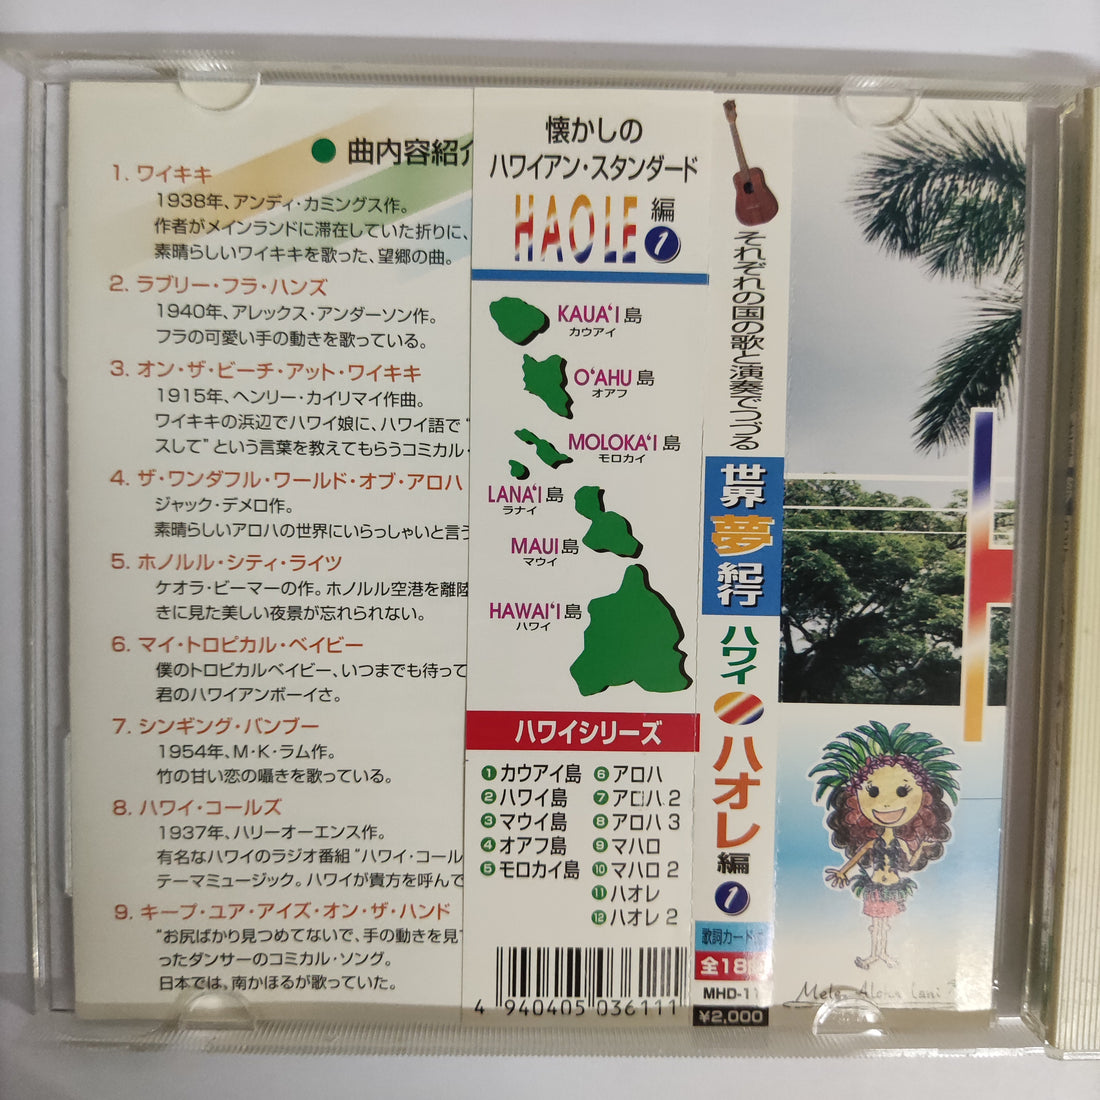 ●曲内容紹介
1. ワイキキ
1938年、アンディ・カミングス作。
作者がメインランドに滞在していた折りに、
素晴らしいワイキキを歌った、望郷の曲。
2. ラブリー・フラ・ハンズ
1940年、アレックス・アンダーソン作。
フラの可愛い手の動きを歌っている。
3. オン・ザ・ビーチ・アット・ワイキキ
1915年、ヘンリー・カイリマイ作曲。
ワイキキの浜辺でハワイ娘に、ハワイ語で"
スして"という言葉を教えてもらうコミカル・
4. ザ・ワンダフル・ワールド・オブ・アロハ
ジャック・デメロ作。
素晴らしいアロハの世界にいらっしゃいと言う
5. ホノルル・シティ・ライツ
ケオラ・ビーマーの作。ホノルル空港を離陸
きに見た美しい夜景が忘れられない。
6. マイ・トロピカル・ベイビー
僕のトロピカルベイビー、いつまでも待って
君のハワイアンボーイさ。
7. シンギング・バンブー
1954年、M・K・ラム作。
竹の甘い恋の囁きを歌っている。
8. ハワイ・コールズ
1937年、ハリーオーエンス作。
有名なハワイのラジオ番組"ハワイ・コール
テーマミュージック。ハワイが貴方を呼んで
9. キープ・ユア・アイズ・オン・ザ・ハンド
"お尻ばかり見つめてないで、手の動きを見て
ったダンサーのコミカル・ソング。
日本では、南かほるが歌っていた。
懐かしの
ハワイアン・スタンダード
HAOLE 編 1
KAUA'I 島
カウアイ
O'AHU 島
オアフ
MOLOKA'I 島
モロカイ
LANA'I 島
ラナイ
MAUI 島
マウイ
HAWAI'I 島
ハワイ
ハワイシリーズ
1 カウアイ島
2 ハワイ島
3 マウイ島
4 オアフ島
5 モロカイ島
6 アロハ
7 アロハ 2
8 アロハ 3
9 マハロ
10 マハロ 2
11 ハオレ
12 ハオレ 2
4 940405 036111
それぞれの国の歌と演奏でつづる
世界夢紀行
ハワイ
ハオレ編 1
歌詞カード付
全18曲
MHD-11
¥2,000
Mele Aloha Lani